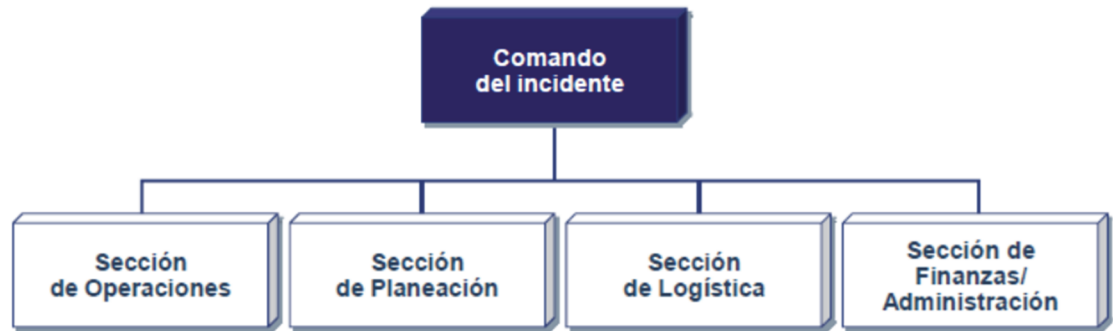 Comando
del incidente
Sección
de Operaciones
Sección
de Planeación
Sección
de Logística
Sección de
Finanzas/
Administración